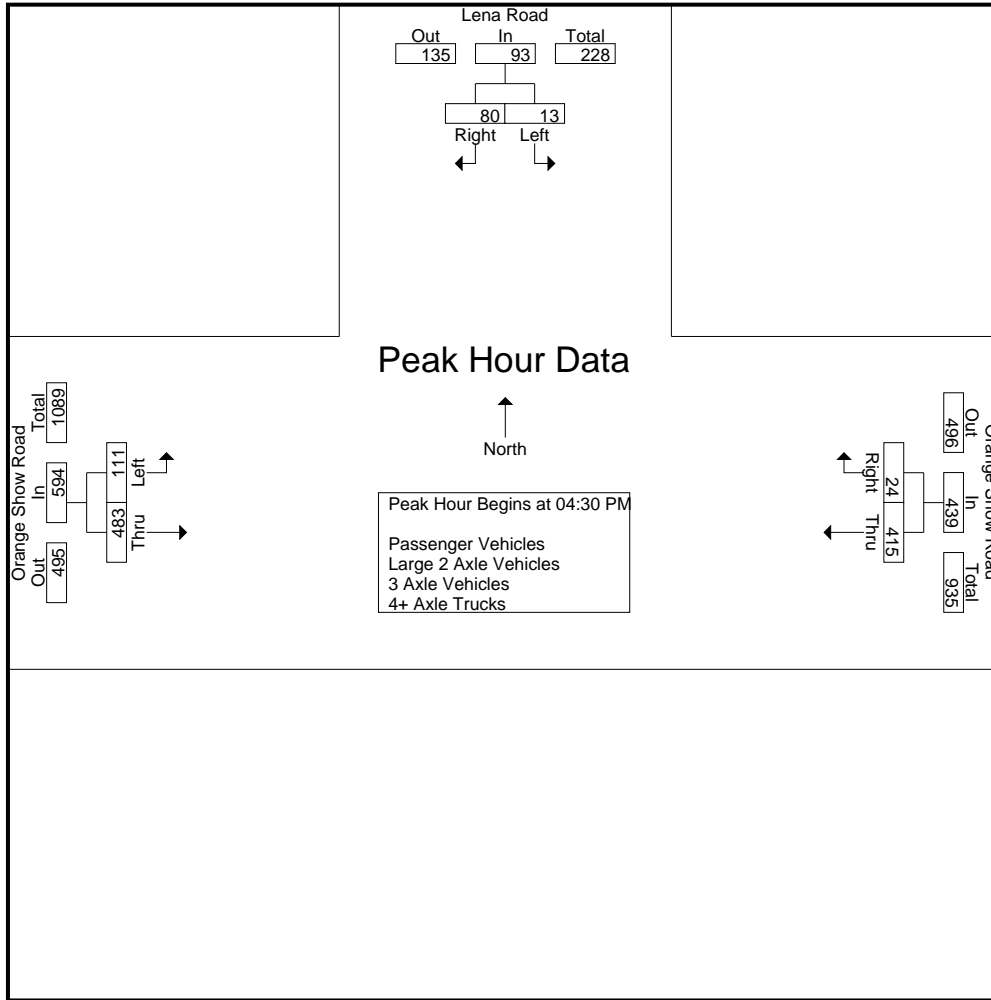 Lena Road
Out In Total
135 93 228
80 13
Right Left
Peak Hour Data
North
Peak Hour Begins at 04:30 PM
Passenger Vehicles
Large 2 Axle Vehicles
3 Axle Vehicles
4+ Axle Trucks
Orange Show Road
Out In Total
495 594 1089
111 483
Left Thru
Orange Show Road
Out In Total
496 439 935
24 415
Right Thru